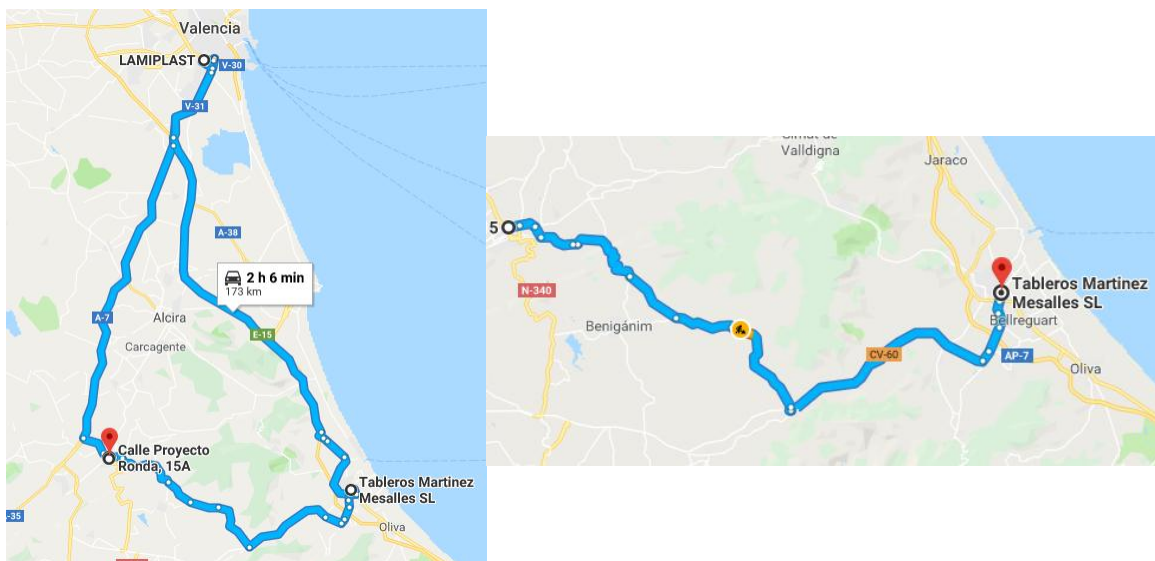 Valencia
LAMIPLAST
V-30
V-31
A-38
2 h 6 min
173 km
A-7
Alcira
E-15
Carcagente
Calle Proyecto
Ronda, 15A
Tableros Martinez
Mesalles SL
Oliva
-35
Valldigna
Jaraco
5
N-340
Tableros Martinez
Mesalles SL
Benigánim
Bellreguart
CV-60
AP-7
Oliva